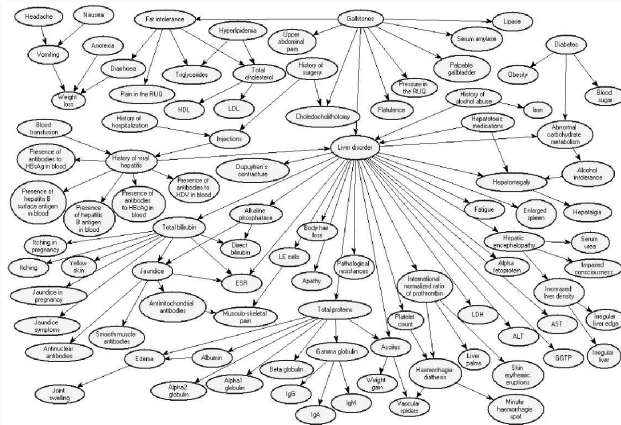 Headache
Nausea
Fat intolerance
Gallstones
Lipase
Upper
abdominal
pain
Hyperlipidemia
Serum amylase
Vomiting
Anorexia
Diabetes
Diarrhoea
History
of surgery
Palpable
gallbladder
Triglycerides
Total
cholesterol
Pressure in the
RUQ
Obesity
Weight
loss
Pain in the RUQ
Blood
sugar
HDL
LDL
Flatulence
History of
alcohol abuse
Iron
History of
hospitalization
Choledocholithotomy
Hepatotoxic
medications
Blood
transfusion
Injections
Abnormal
carbohydrate
metabolism
Liver disorder
Presence of
antibodies to
HBsAg in blood
History of viral
hepatitis
Dupuytren's
contracture
Alcohol
intolerance
Presence of
hepatitis B
surface antigen
in blood
Presence
of hepatitis
B antigen
in blood
Presence of
antibodies
to HBcAg
in blood
Presence of
antibodies to
HDV in blood
Hepatomegaly
Alkaline
phosphatase
Fatigue
Enlarged
spleen
Hepatalgia
Total bilirubin
Body hair
loss
Hepatic
encephalopathy
Serum
urea
Itching in
pregnancy
Direct
bilirubin
LE cells
Pathological
resistances
Alpha
fetoprotein
Impaired
consciousness
Itching
Yellow
skin
Jaundice
ESR
Apathy
International
normalized ratio
of prothrombin
Increased
liver density
Jaundice in
pregnancy
Antimitochondrial
antibodies
Musculo-skeletal
pain
Total proteins
Platelet
count
LDH
ALT
AST
Irregular
liver edge
Jaundice
symptoms
Smooth muscle
antibodies
Antinuclear
antibodies
Edema
Albumin
Gamma
globulin
Ascites
GGTP
Irregular
liver
Beta globulin
Liver
palms
Haemorrhagie
diathesis
Skin
erythemic
eruptions
Joint
swelling
Alpha2
globulin
Alpha1
globulin
IgG
IgM
IgA
Weight
gain
Vascular
spiders
Minute
haemorrhagie
spot